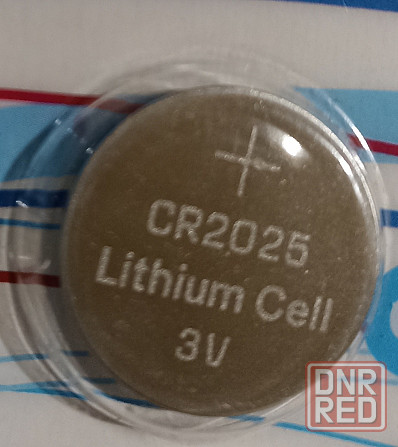 +
CR2025
Lithium Cell
3V
DNR
RED